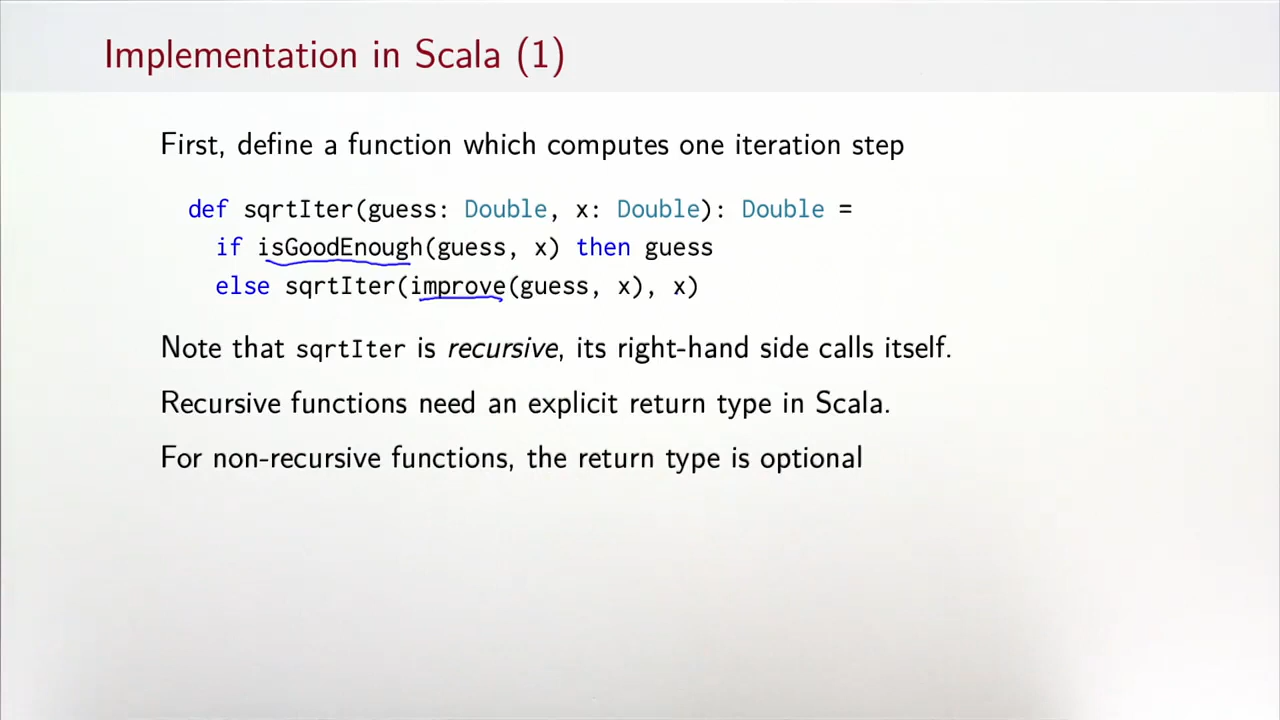 Implementation in Scala (1)
First, define a function which computes one iteration step
def sqrtIter(guess: Double, x: Double): Double =
if isGoodEnough(guess, x) then guess
else sqrtIter(improve(guess, x), x)
Note that sqrtIter is recursive, its right-hand side calls itself.
Recursive functions need an explicit return type in Scala.
For non-recursive functions, the return type is optional